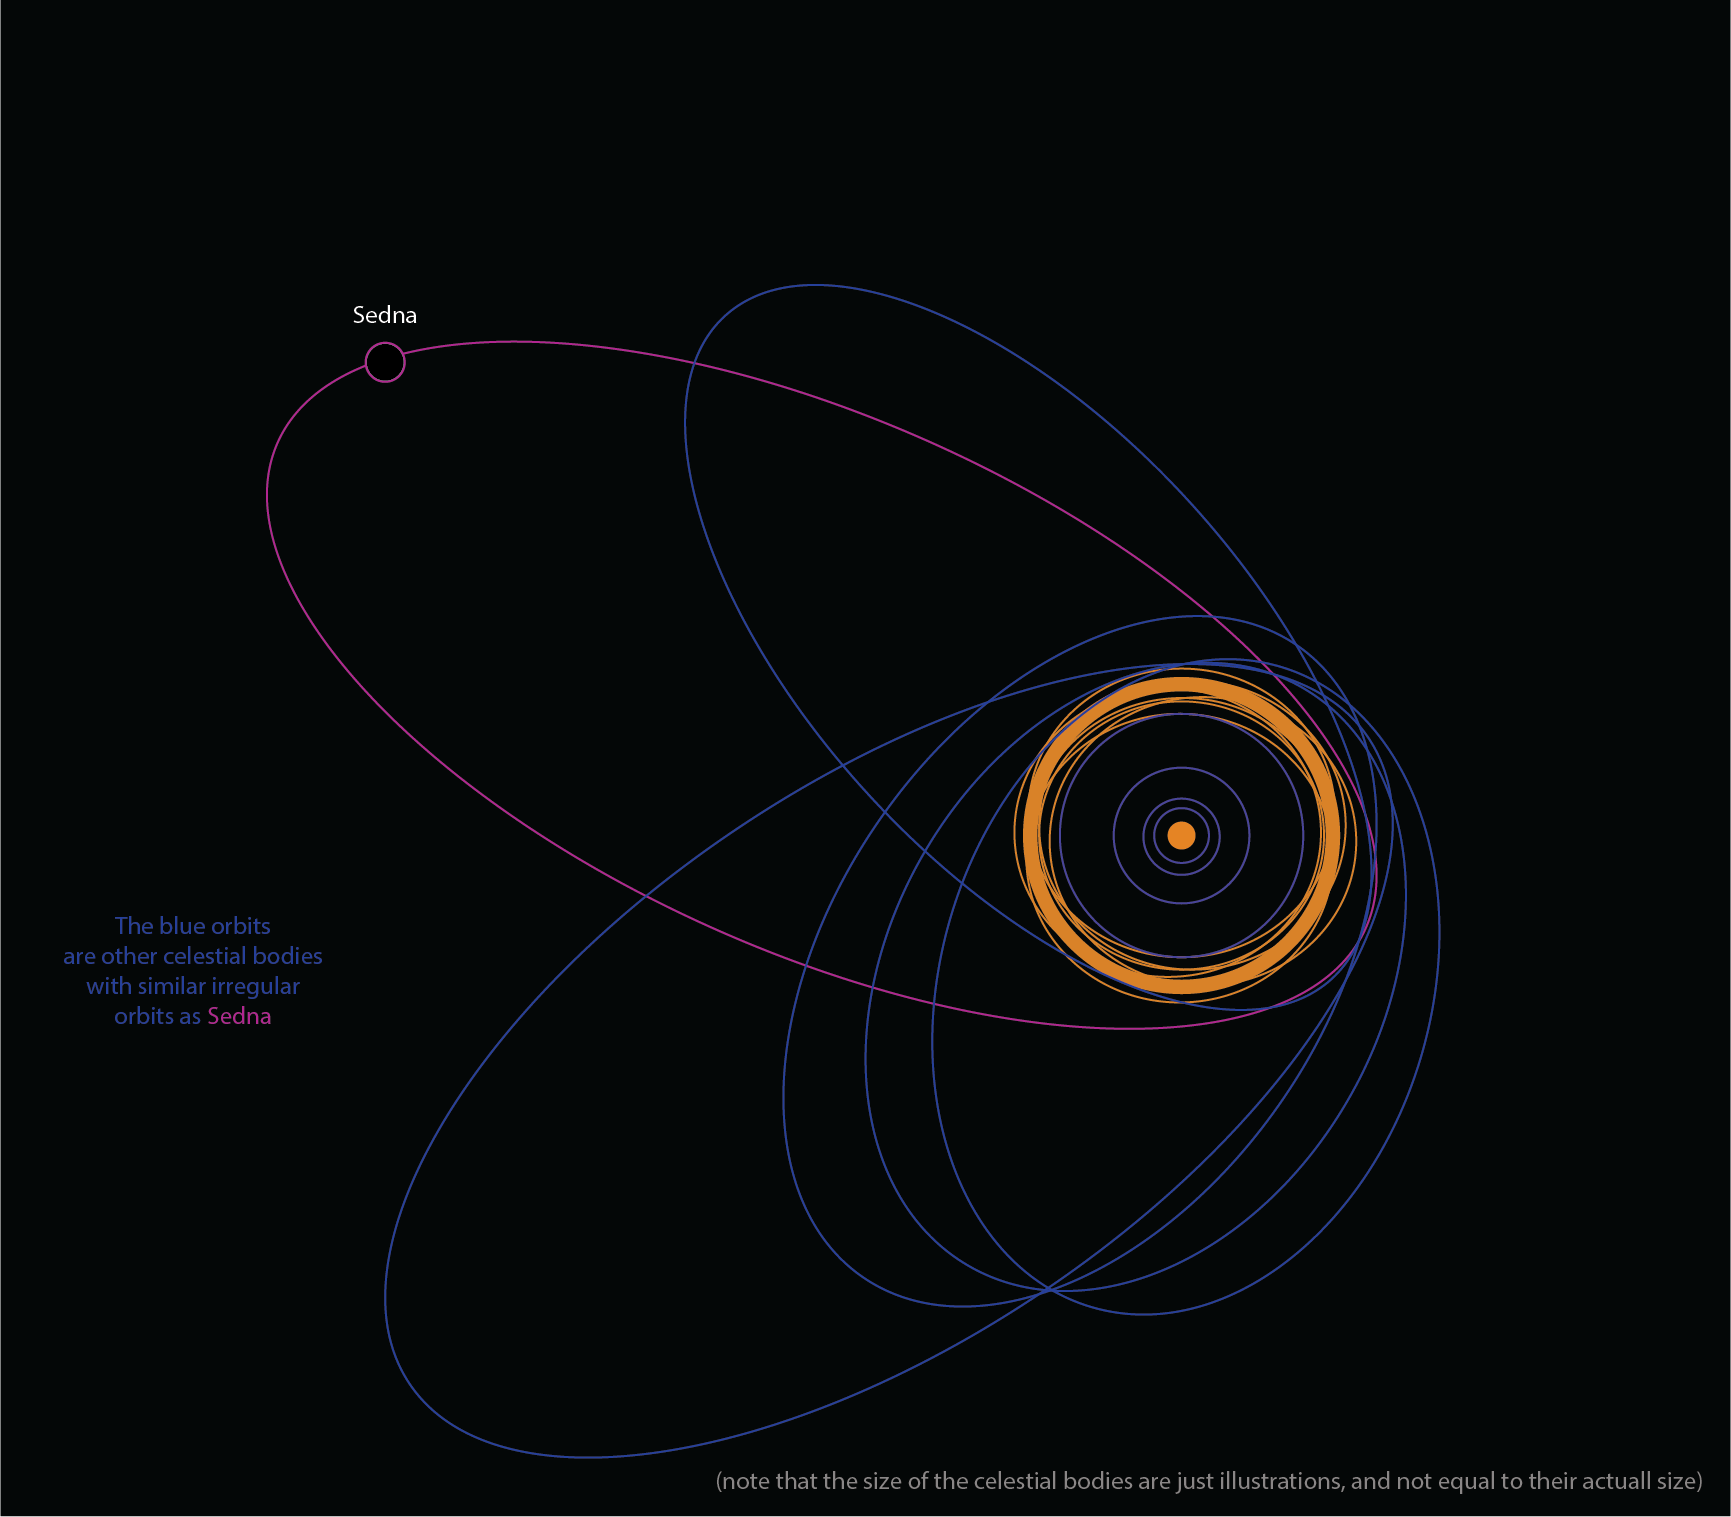 Sedna
The blue orbits
are other celestial bodies
with similar irregular
orbits as Sedna
(note that the size of the celestial bodies are just illustrations, and not equal to their actuall size)